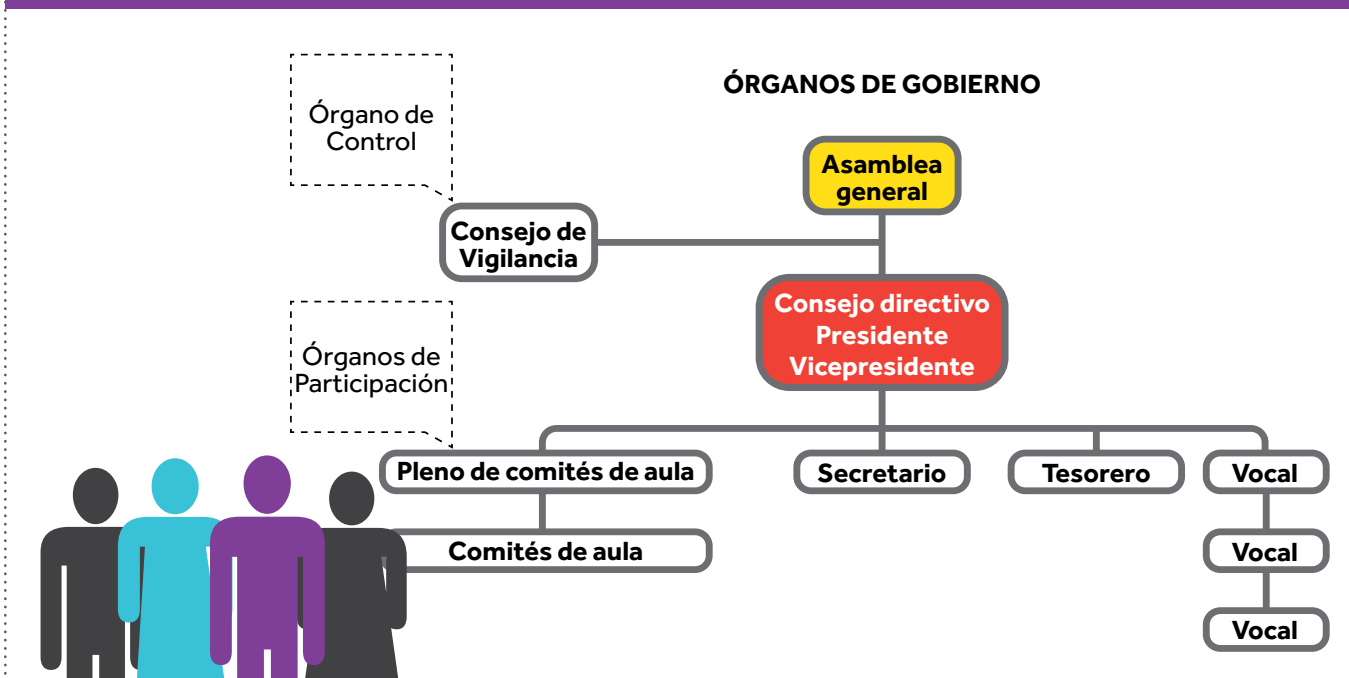 ÓRGANOS DE GOBIERNO
Órgano de
Control
Asamblea
general
Consejo de
Vigilancia
Consejo directivo
Presidente
Vicepresidente
Órganos de
Participación
Pleno de comités de aula
Secretario
Tesorero
Vocal
Comités de aula
Vocal
Vocal